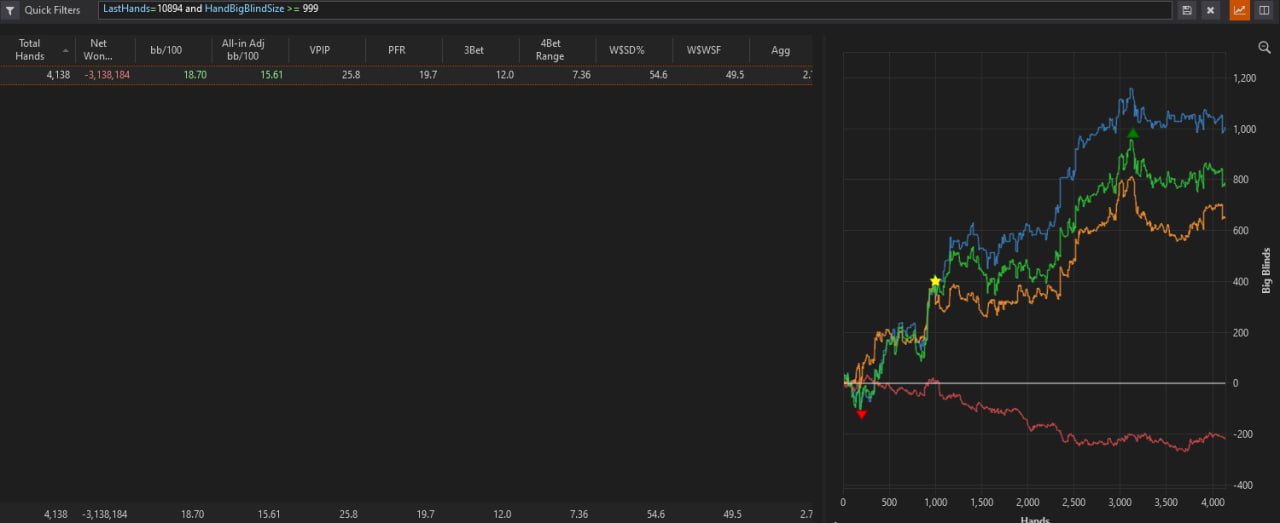 Quick Filters LastHands=10894 and HandBigBlindSize >= 999
Total Hands Net Won... bb/100 All-in Adj bb/100 VPIP PFR 3Bet 4Bet Range W$SD% W$WSF Agg
4,138 -3,138,184 18.70 15.61 25.8 19.7 12.0 7.36 54.6 49.5 2.
1,200
1,000
800
600
400
200
0
-200
-400
Big Blinds
0 500 1,000 1,500 2,000 2,500 3,000 3,500 4,000
Hands
4,138 -3,138,184 18.70 15.61 25.8 19.7 12.0 7.36 54.6 49.5 2.7